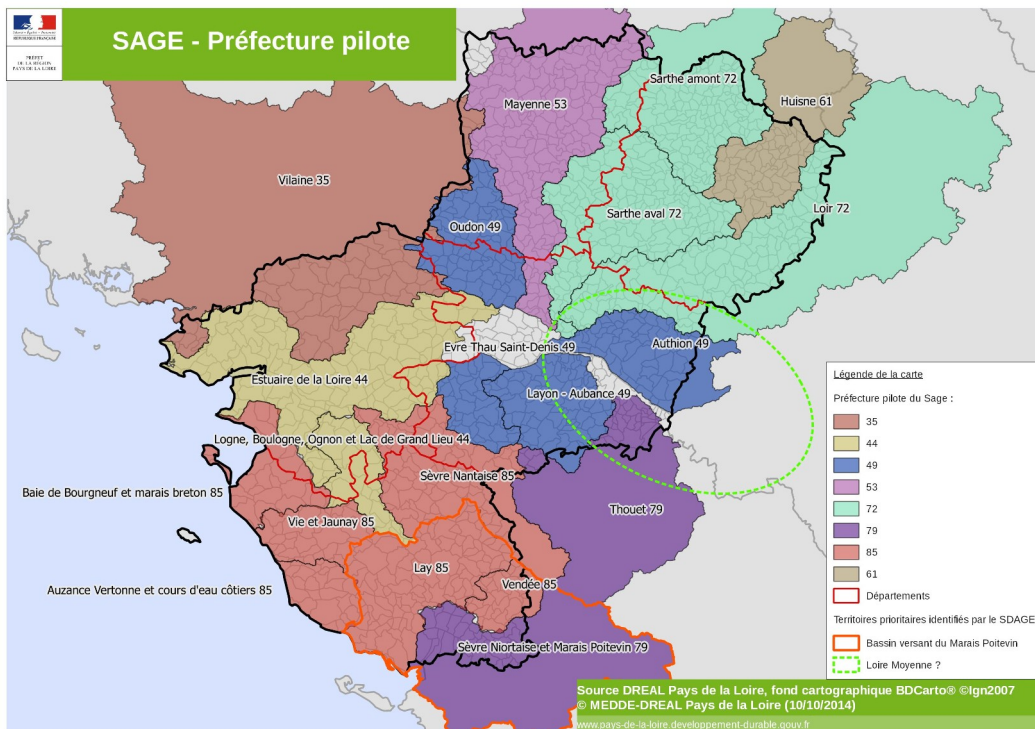 SAGE - Préfecture pilote
RÉPUBLIQUE FRANÇAISE
PRÉFET
DE LA RÉGION
PAYS DE LA LOIRE
Sarthe amont 72
Huisne 61
Mayenne 53
Vilaine 35
Loir 72
Sarthe aval 72
Oudon 49
Authion 49
Evre Thau Saint-Denis 49
Estuaire de la Loire 44
Layon - Aubance 49
Logne, Boulogne, Ognon et Lac de Grand Lieu 44
Sèvre Nantaise 85
Baie de Bourgneuf et marais breton 85
Thouet 79
Vie et Jaunay 85
Lay 85
Vendée 85
Auzance Vertonne et cours d'eau côtiers 85
Sèvre Niortaise et Marais Poitevin 79
Légende de la carte
Préfecture pilote du Sage :
35
44
49
53
72
79
85
61
Départements
Territoires prioritaires identifiés par le SDAGE
Bassin versant du Marais Poitevin
Loire Moyenne ?
Source DREAL Pays de la Loire, fond cartographique BDCarto® ©Ign2007
© MEDDE-DREAL Pays de la Loire (10/10/2014)
www.pays-de-la-loire.developpement-durable.gouv.fr